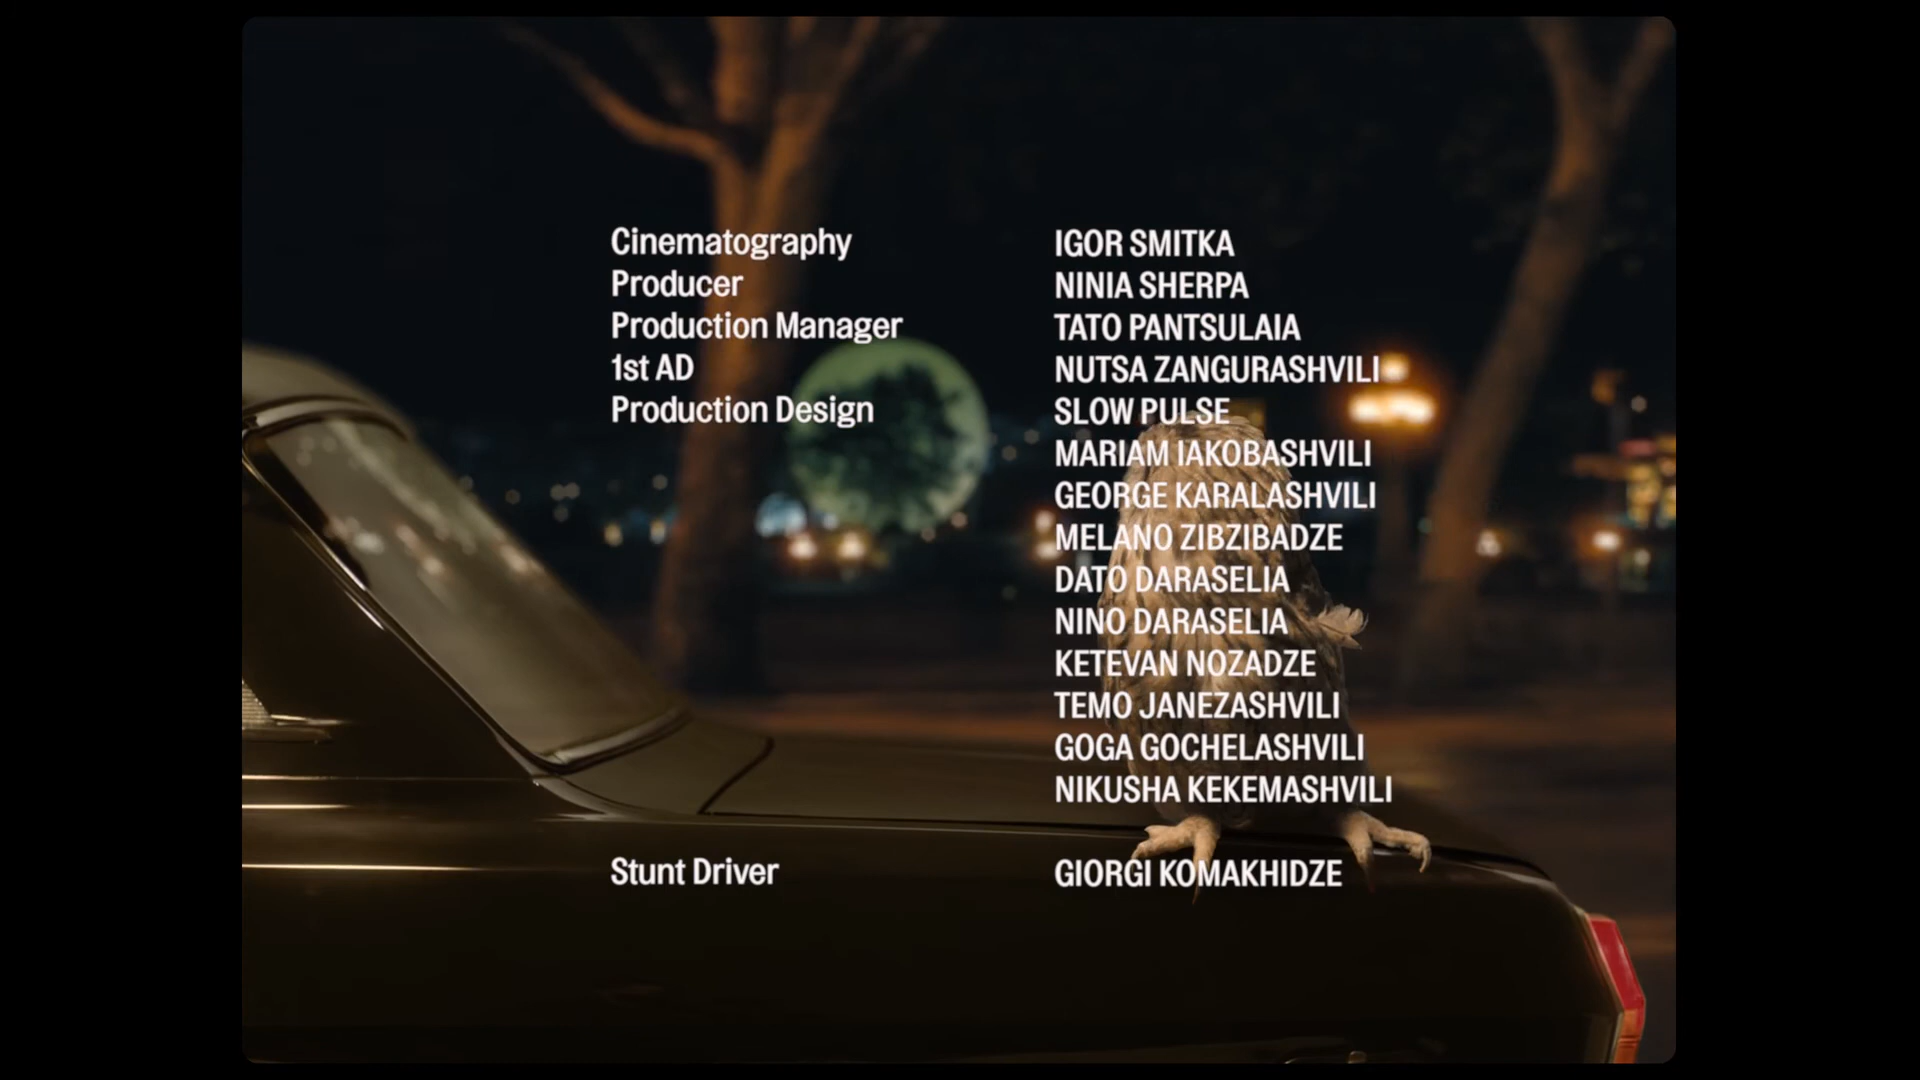 Cinematography IGOR SMITKA
Producer NINIA SHERPA
Production Manager TATO PANTSULAIA
1st AD NUTSA ZANGURASHVILI
Production Design SLOW PULSE
MARIAM IAKOBASHVILI
GEORGE KARALASHVILI
MELANO ZIBZIBADZE
DATO DARASELIA
NINO DARASELIA
KETEVAN NOZADZE
TEMO JANEZASHVILI
GOGA GOCHELASHVILI
NIKUSHA KEKEMASHVILI
Stunt Driver GIORGI KOMAKHIDZE